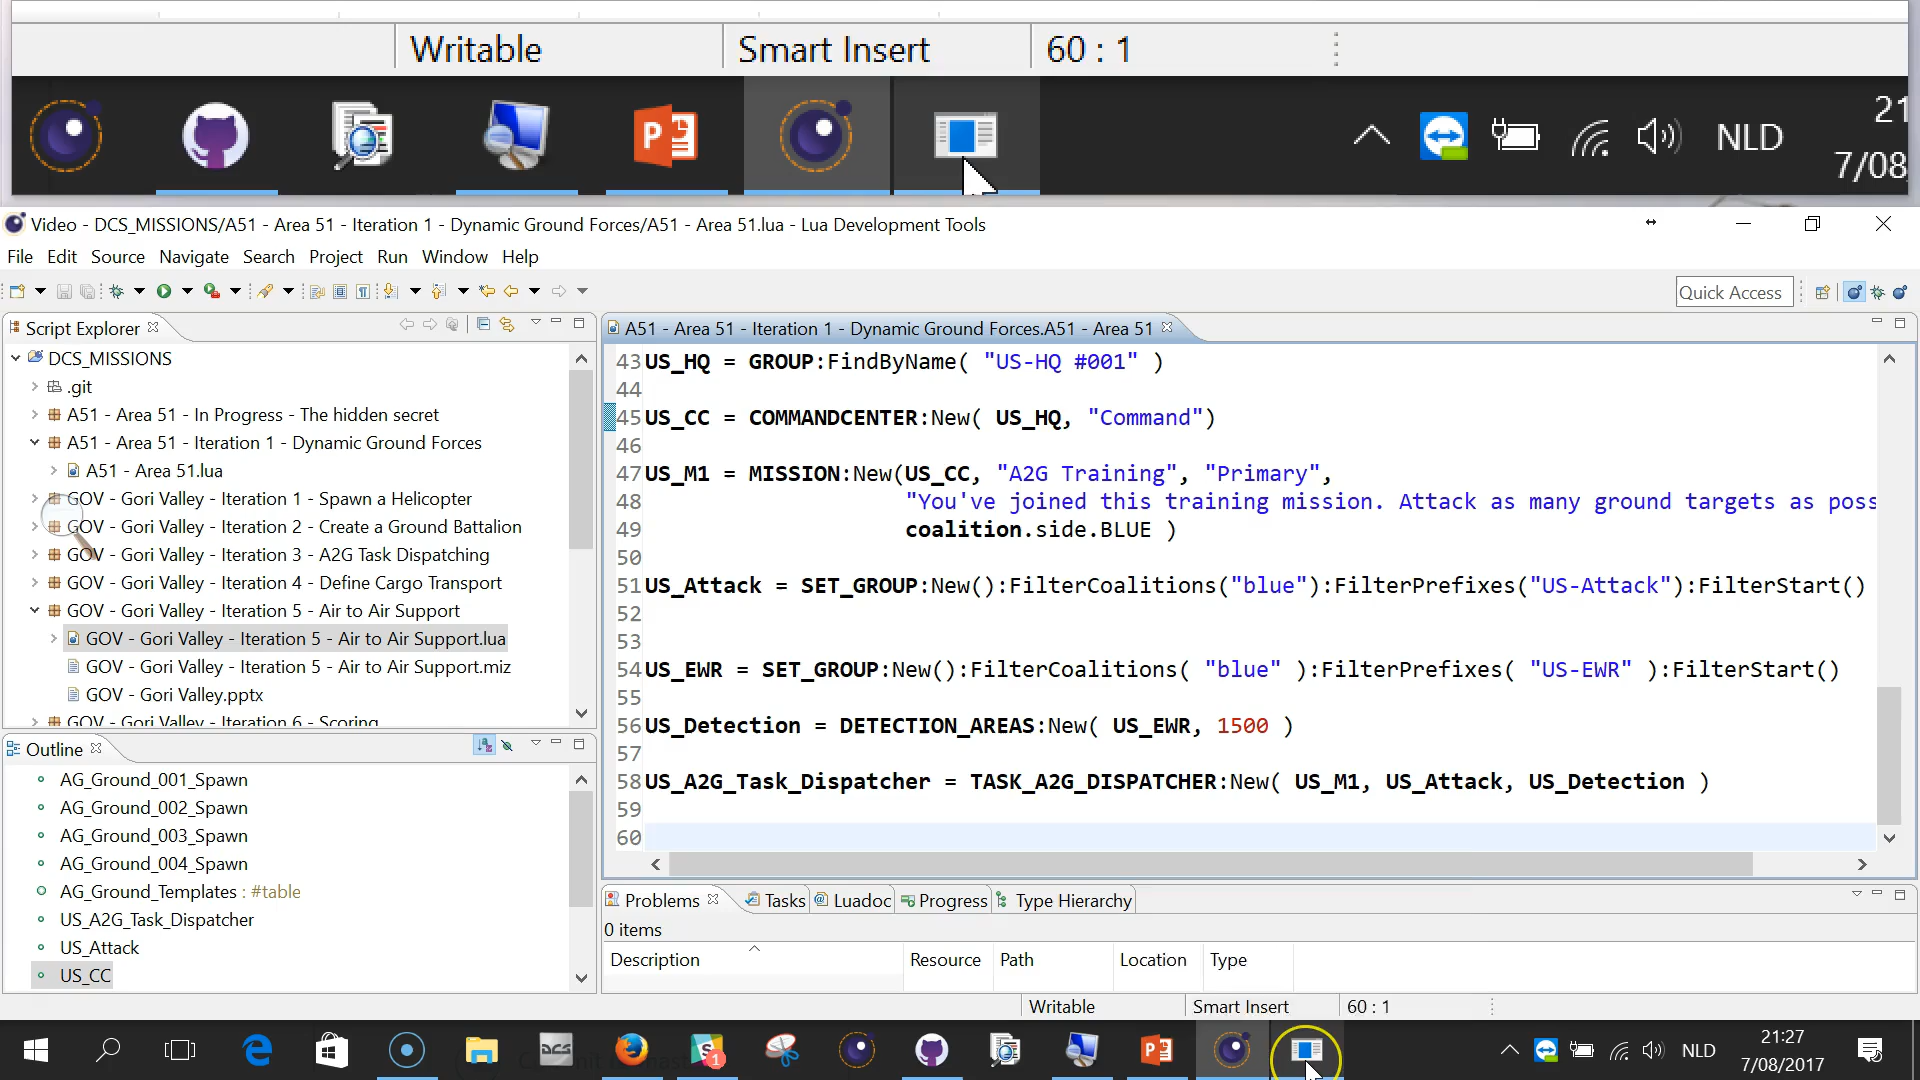 Writable
Smart Insert
60 : 1
NLD
21
7/08
Video - DCS_MISSIONS/A51 - Area 51 - Iteration 1 - Dynamic Ground Forces/A51 - Area 51.lua - Lua Development Tools
File Edit Source Navigate Search Project Run Window Help
Quick Access
Script Explorer
DCS_MISSIONS
.git
A51 - Area 51 - In Progress - The hidden secret
A51 - Area 51 - Iteration 1 - Dynamic Ground Forces
A51 - Area 51.lua
GOV - Gori Valley - Iteration 1 - Spawn a Helicopter
GOV - Gori Valley - Iteration 2 - Create a Ground Battalion
GOV - Gori Valley - Iteration 3 - A2G Task Dispatching
GOV - Gori Valley - Iteration 4 - Define Cargo Transport
GOV - Gori Valley - Iteration 5 - Air to Air Support
GOV - Gori Valley - Iteration 5 - Air to Air Support.lua
GOV - Gori Valley - Iteration 5 - Air to Air Support.miz
GOV - Gori Valley.pptx
GOV - Gori Valley - Iteration 6 - Scoring
Outline
AG_Ground_001_Spawn
AG_Ground_002_Spawn
AG_Ground_003_Spawn
AG_Ground_004_Spawn
AG_Ground_Templates : #table
US_A2G_Task_Dispatcher
US_Attack
US_CC
A51 - Area 51 - Iteration 1 - Dynamic Ground Forces.A51 - Area 51
43 US_HQ = GROUP:FindByName( "US-HQ #001" )
44
45 US_CC = COMMANDCENTER:New( US_HQ, "Command")
46
47 US_M1 = MISSION:New(US_CC, "A2G Training", "Primary",
48 "You've joined this training mission. Attack as many ground targets as poss
49 coalition.side.BLUE )
50
51 US_Attack = SET_GROUP:New():FilterCoalitions("blue"):FilterPrefixes("US-Attack"):FilterStart()
52
53
54 US_EWR = SET_GROUP:New():FilterCoalitions( "blue" ):FilterPrefixes( "US-EWR" ):FilterStart()
55
56 US_Detection = DETECTION_AREAS:New( US_EWR, 1500 )
57
58 US_A2G_Task_Dispatcher = TASK_A2G_DISPATCHER:New( US_M1, US_Attack, US_Detection )
59
60
Problems Tasks Luadoc Progress Type Hierarchy
0 items
Description Resource Path Location Type
Writable Smart Insert 60 : 1
DCS
1
NLD
21:27
7/08/2017